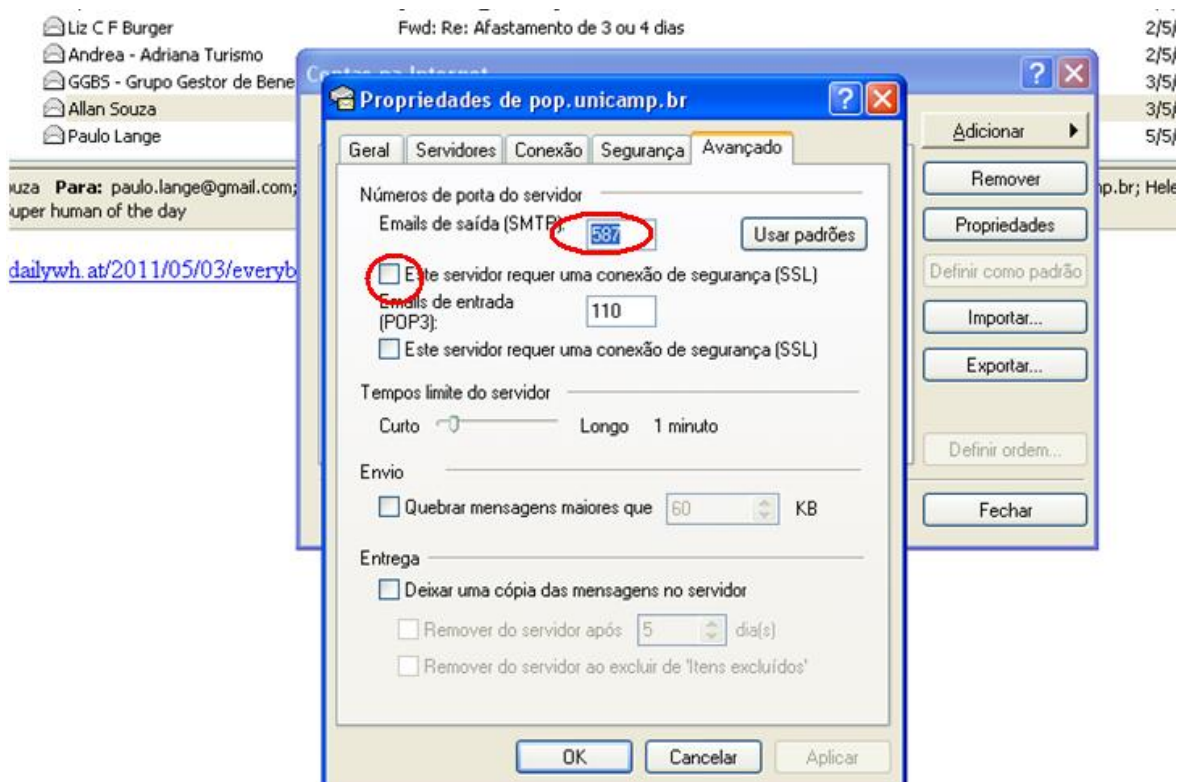 Liz C F Burger Fwd: Re: Afastamento de 3 ou 4 dias 2/5/
Andrea - Adriana Turismo 2/5/
GGBS - Grupo Gestor de Bene 3/5/
Allan Souza 3/5/
Paulo Lange 5/5/
uza Para: paulo.lange@gmail.com; np.br; Hele
uper human of the day
dailywh.at/2011/05/03/everyb
Contas na Internet
Adicionar
Remover
Propriedades
Definir como padrão
Importar...
Exportar...
Definir ordem...
Fechar
Propriedades de pop.unicamp.br
Geral Servidores Conexão Segurança Avançado
Números de porta do servidor
Emails de saída (SMTP): 587 Usar padrões
Este servidor requer uma conexão de segurança (SSL)
Emails de entrada
(POP3): 110
Este servidor requer uma conexão de segurança (SSL)
Tempos limite do servidor
Curto Longo 1 minuto
Envio
Quebrar mensagens maiores que 60 KB
Entrega
Deixar uma cópia das mensagens no servidor
Remover do servidor após 5 dia(s)
Remover do servidor ao excluir de 'Itens excluídos'
OK Cancelar Aplicar